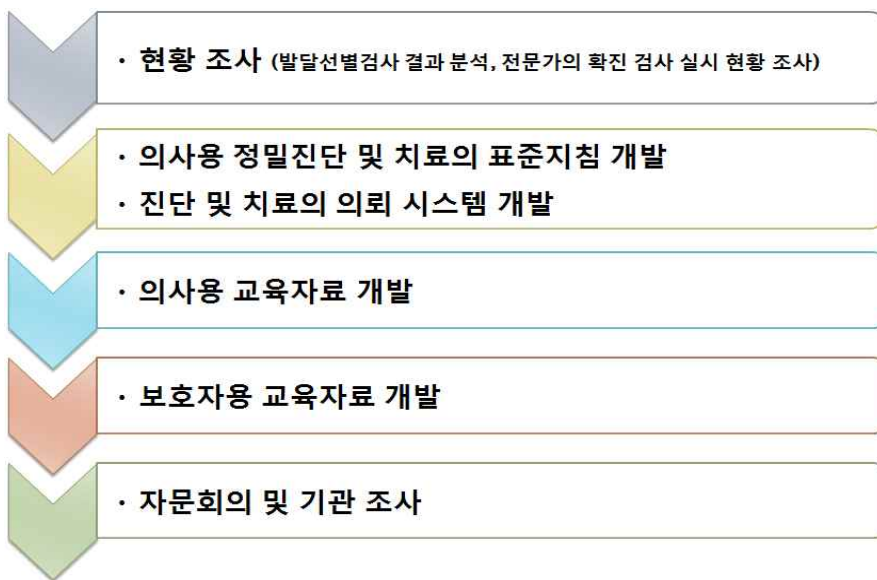 · 현황 조사 (발달선별검사 결과 분석, 전문가의 확진 검사 실시 현황 조사)
· 의사용 정밀진단 및 치료의 표준지침 개발
· 진단 및 치료의 의뢰 시스템 개발
· 의사용 교육자료 개발
· 보호자용 교육자료 개발
· 자문회의 및 기관 조사